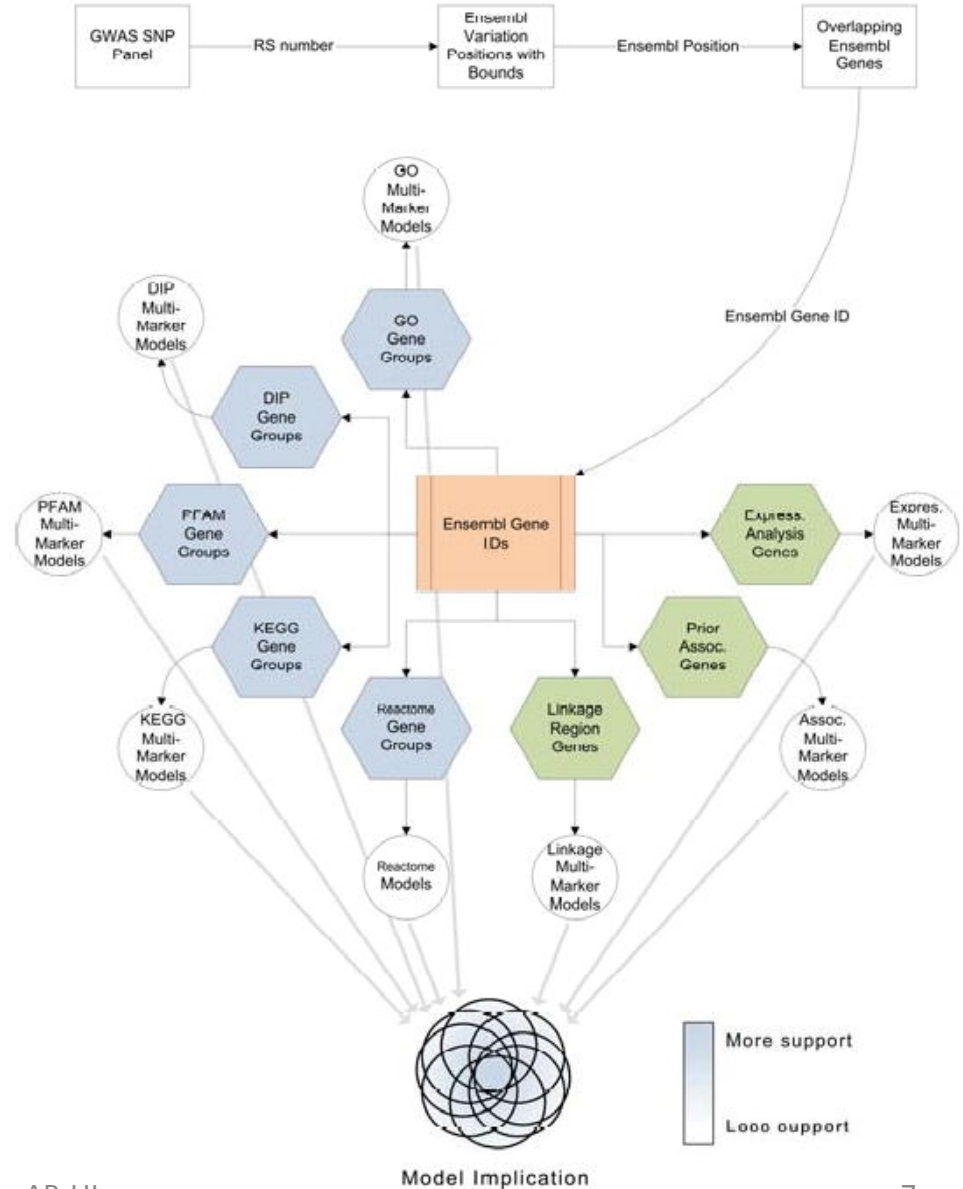 GWAS SNP
Panel
RS number
Ensembl
Variation
Positions with
Bounds
Ensembl Position
Overlapping
Ensembl
Genes
Ensembl Gene ID
GO
Multi-
Marker
Models
DIP
Multi-
Marker
Models
GO
Gene
Groups
DIP
Gene
Groups
PFAM
Multi-
Marker
Models
PFAM
Gene
Groups
Ensembl Gene
IDs
Express.
Analysis
Genes
Expres.
Multi-
Marker
Models
KEGG
Gene
Groups
Prior
Assoc.
Genes
KEGG
Multi-
Marker
Models
Reactome
Gene
Groups
Linkage
Region
Genes
Assoc.
Multi-
Marker
Models
Reactome
Models
Linkage
Multi-
Marker
Models
More support
Less support
Model Implication